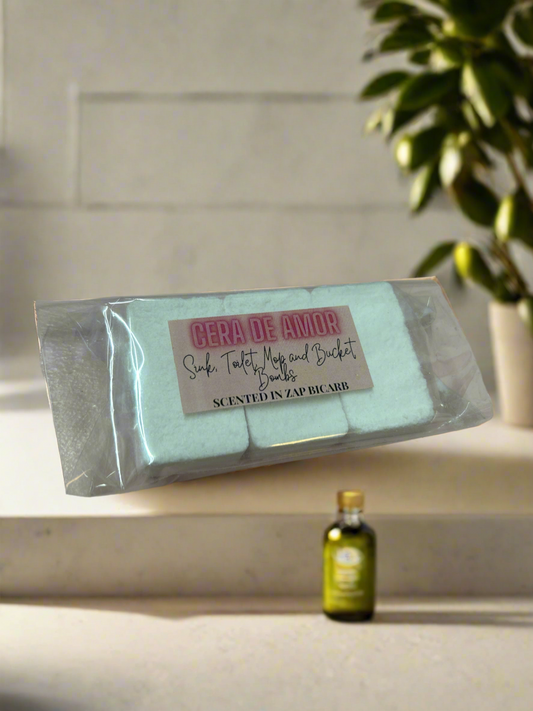 CERA DE AMOR
Sink, Toilet, Mop and Bucket
Bombs
SCENTED IN ZAP BICARB